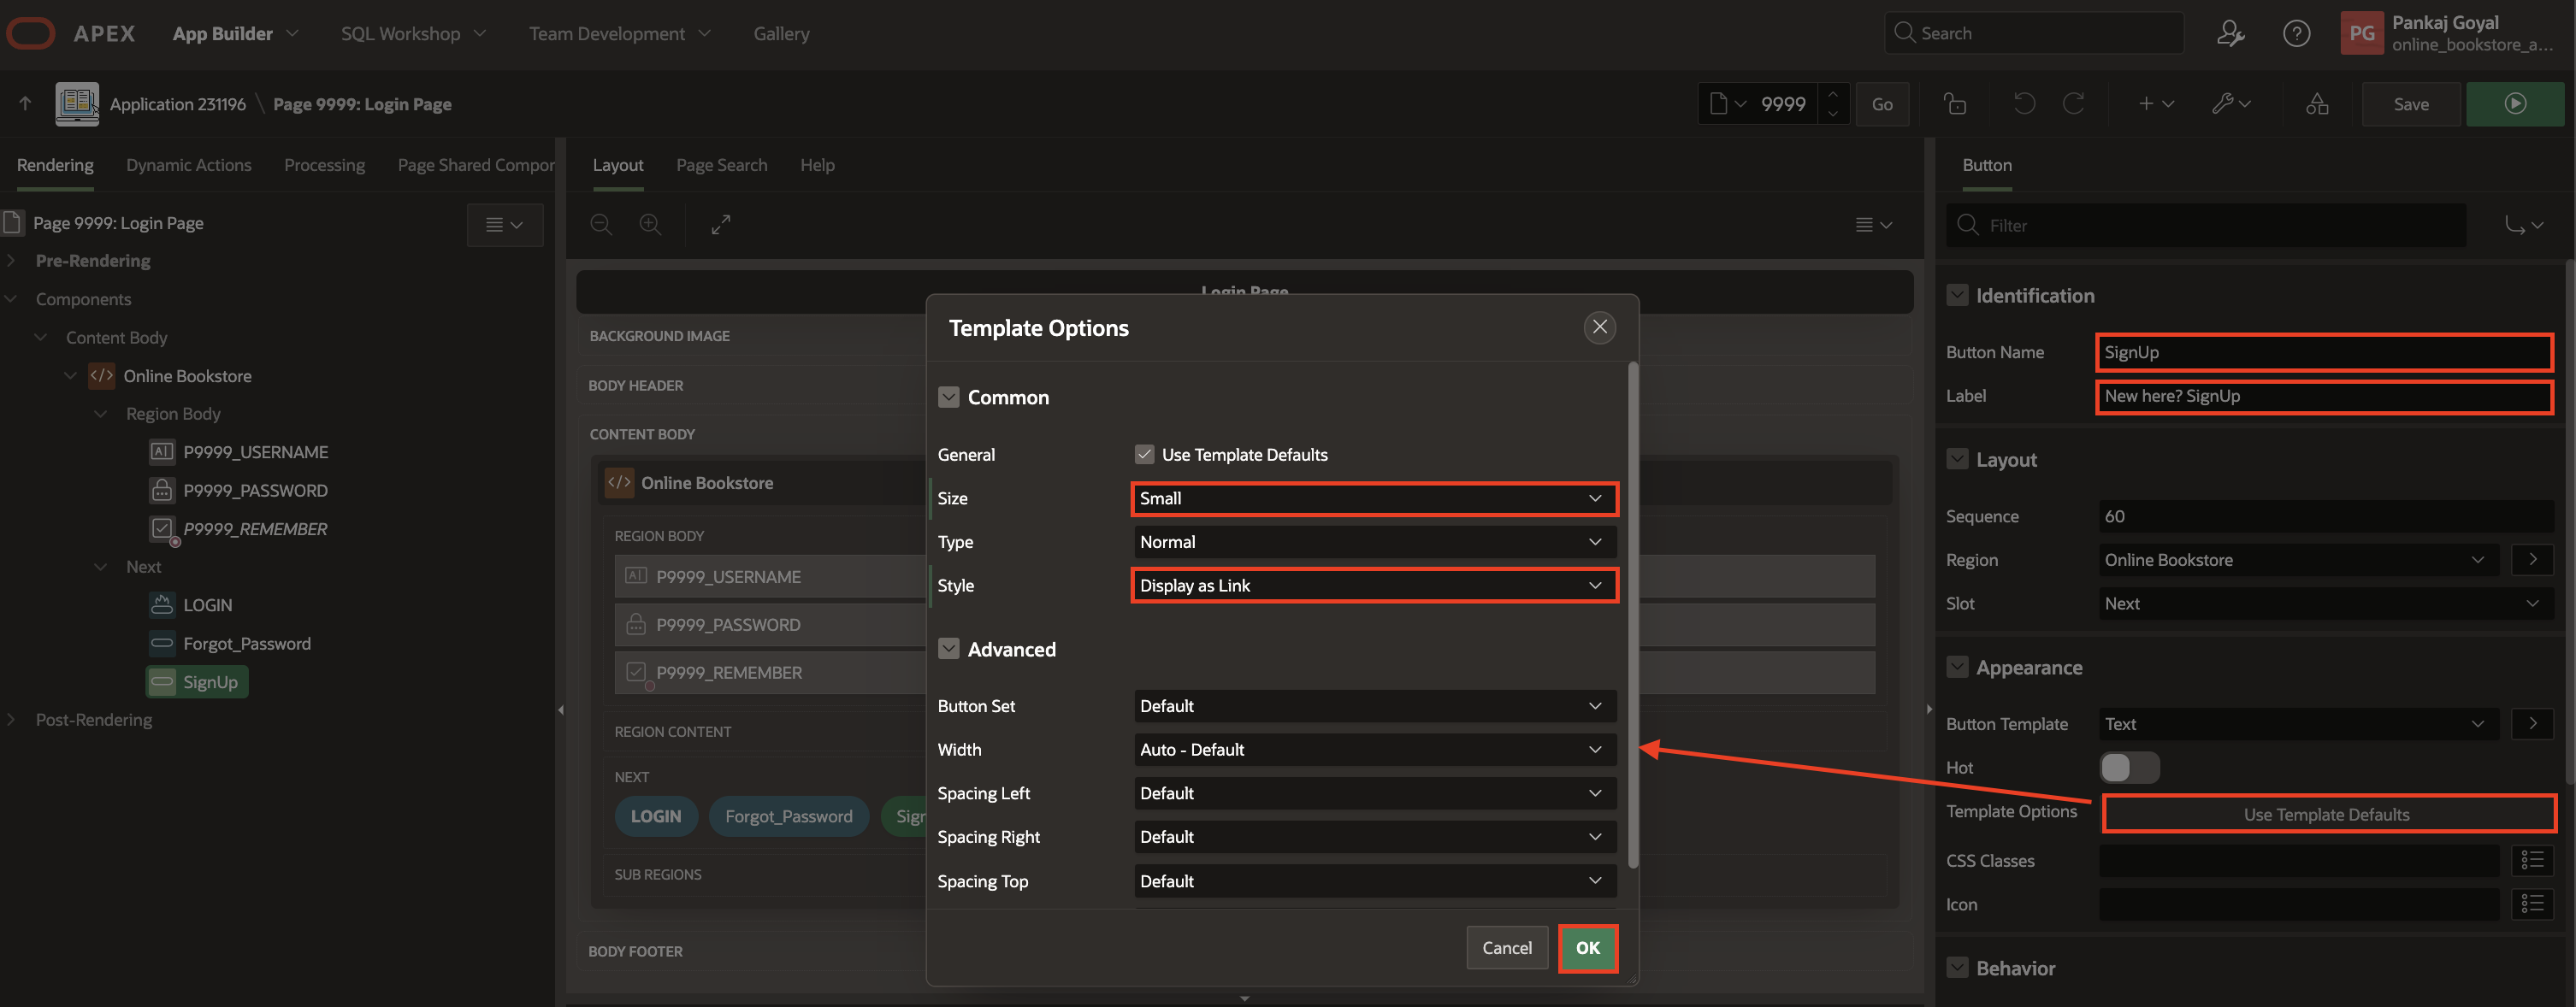 APEX App Builder SQL Workshop Team Development Gallery Search PG Pankaj Goyal
online_bookstore_a...
Application 231196 \ Page 9999: Login Page 9999 Go Save
Rendering Dynamic Actions Processing Page Shared Compor
Page 9999: Login Page
Pre-Rendering
Components
Content Body
Online Bookstore
Region Body
P9999_USERNAME
P9999_PASSWORD
P9999_REMEMBER
Next
LOGIN
Forgot_Password
SignUp
Post-Rendering
Layout Page Search Help
Login Page
BACKGROUND IMAGE
BODY HEADER
CONTENT BODY
Online Bookstore
REGION BODY
P9999_USERNAME
P9999_PASSWORD
P9999_REMEMBER
REGION CONTENT
NEXT
LOGIN Forgot_Password Sigr
SUB REGIONS
BODY FOOTER
Template Options
Common
General Use Template Defaults
Size Small
Type Normal
Style Display as Link
Advanced
Button Set Default
Width Auto - Default
Spacing Left Default
Spacing Right Default
Spacing Top Default
Cancel OK
Button
Filter
Identification
Button Name SignUp
Label New here? SignUp
Layout
Sequence 60
Region Online Bookstore
Slot Next
Appearance
Button Template Text
Hot
Template Options Use Template Defaults
CSS Classes
Icon
Behavior